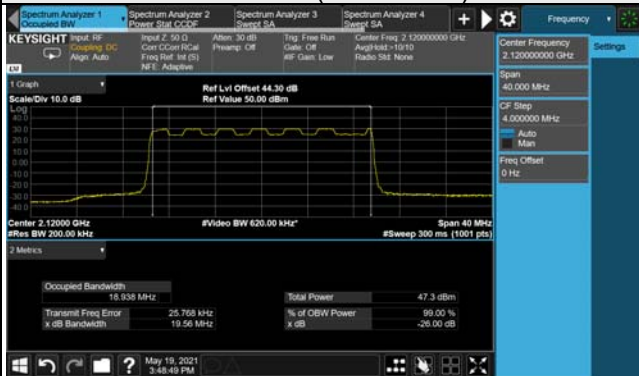 Spectrum Analyzer 1
Occupied BW
Spectrum Analyzer 2
Power Stat CCDF
Spectrum Analyzer 3
Swept SA
Spectrum Analyzer 4
Swept SA
Frequency
KEYSIGHT
Input: RF
Coupling: DC
Align: Auto
Input Z: 50 Ω
Corr CCorr RCal
Freq Ref: Int (S)
NFE: Adaptive
Atten: 30 dB
Preamp: Off
Trig: Free Run
Gate: Off
#IF Gain: Low
Center Freq: 2.120000000 GHz
Avg|Hold:>10/10
Radio Std: None
Center Frequency
2.120000000 GHz
Settings
Span
40.000 MHz
CF Step
4.000000 MHz
Auto
Man
Freq Offset
0 Hz
1 Graph
Scale/Div 10.0 dB
Ref Lvl Offset 44.30 dB
Ref Value 50.00 dBm
Log
40.0
30.0
20.0
10.0
0.00
-10.0
-20.0
-30.0
-40.0
Center 2.12000 GHz
#Res BW 200.00 kHz
#Video BW 620.00 kHz*
Span 40 MHz
#Sweep 300 ms (1001 pts)
2 Metrics
Occupied Bandwidth
18.938 MHz
Total Power
47.3 dBm
Transmit Freq Error
25.768 kHz
% of OBW Power
99.00 %
x dB Bandwidth
19.56 MHz
x dB
-26.00 dB
May 19, 2021
3:48:49 PM